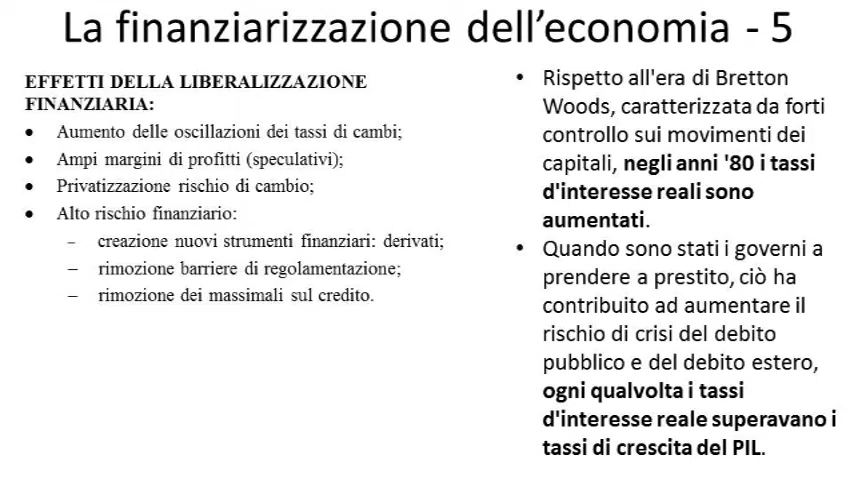 La finanziarizzazione dell'economia - 5
EFFETTI DELLA LIBERALIZZAZIONE
FINANZIARIA:
• Aumento delle oscillazioni dei tassi di cambi;
• Ampi margini di profitti (speculativi);
• Privatizzazione rischio di cambio;
• Alto rischio finanziario:
– creazione nuovi strumenti finanziari: derivati;
– rimozione barriere di regolamentazione;
– rimozione dei massimali sul credito.
• Rispetto all'era di Bretton
Woods, caratterizzata da forti
controllo sui movimenti dei
capitali, negli anni '80 i tassi
d'interesse reali sono
aumentati.
• Quando sono stati i governi a
prendere a prestito, ciò ha
contribuito ad aumentare il
rischio di crisi del debito
pubblico e del debito estero,
ogni qualvolta i tassi
d'interesse reale superavano i
tassi di crescita del PIL.